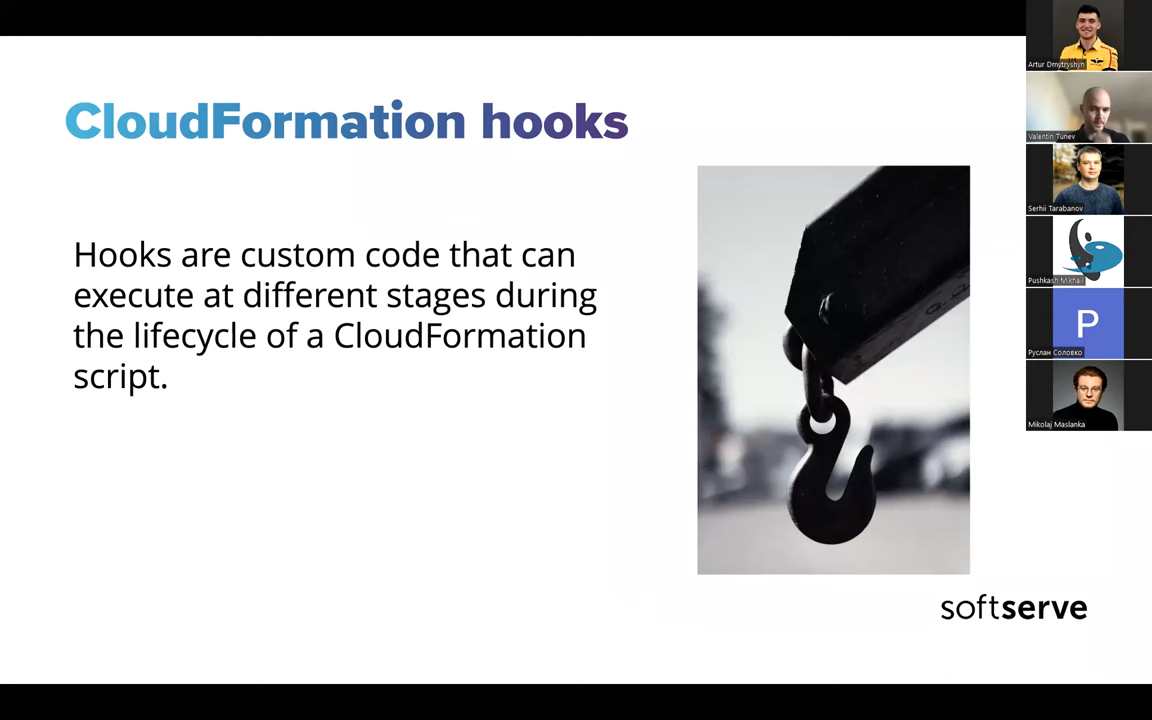 CloudFormation hooks
Hooks are custom code that can
execute at different stages during
the lifecycle of a CloudFormation
script.
softserve
Artur Dmytryshyn
Valentin Tunev
Serhii Tarabanov
Pushkash Mikhail
P
Руслан Соловко
Mikolaj Maslanka